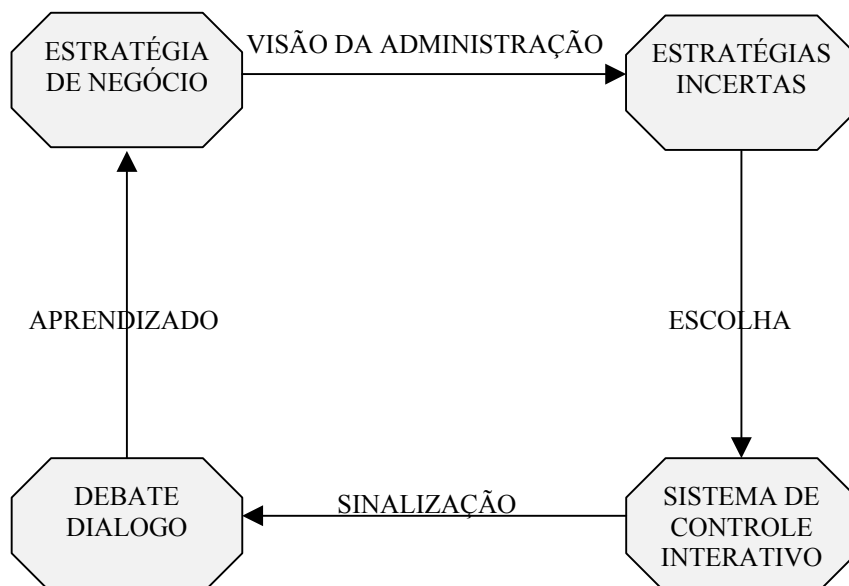 ESTRATÉGIA
DE NEGÓCIO
VISÃO DA ADMINISTRAÇÃO
ESTRATÉGIAS
INCERTAS
APRENDIZADO
ESCOLHA
DEBATE
DIALOGO
SINALIZAÇÃO
SISTEMA DE
CONTROLE
INTERATIVO